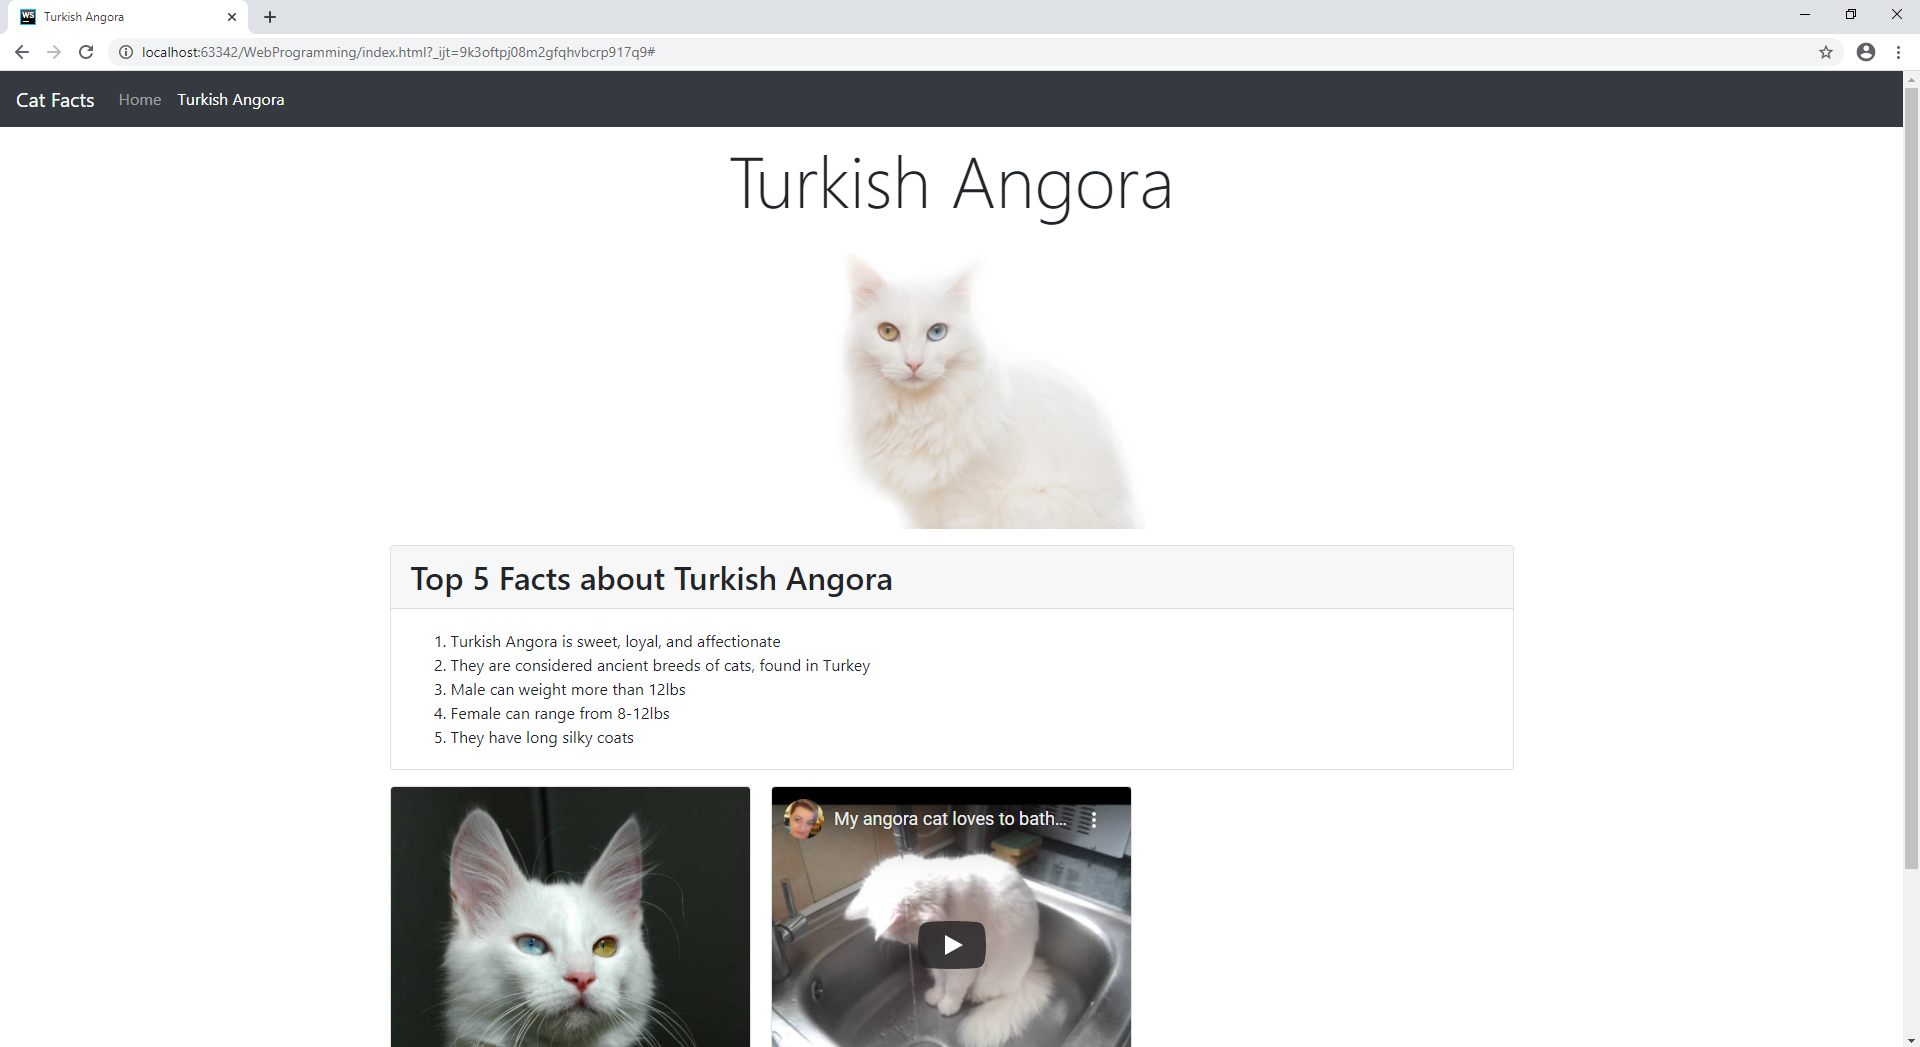 WS
Turkish Angora
localhost:63342/WebProgramming/index.html?_ijt=9k3oftpj08m2gfqhvbcrp917q9#
Cat Facts Home Turkish Angora
Turkish Angora
Top 5 Facts about Turkish Angora
1. Turkish Angora is sweet, loyal, and affectionate
2. They are considered ancient breeds of cats, found in Turkey
3. Male can weight more than 12lbs
4. Female can range from 8-12lbs
5. They have long silky coats
My angora cat loves to bath...